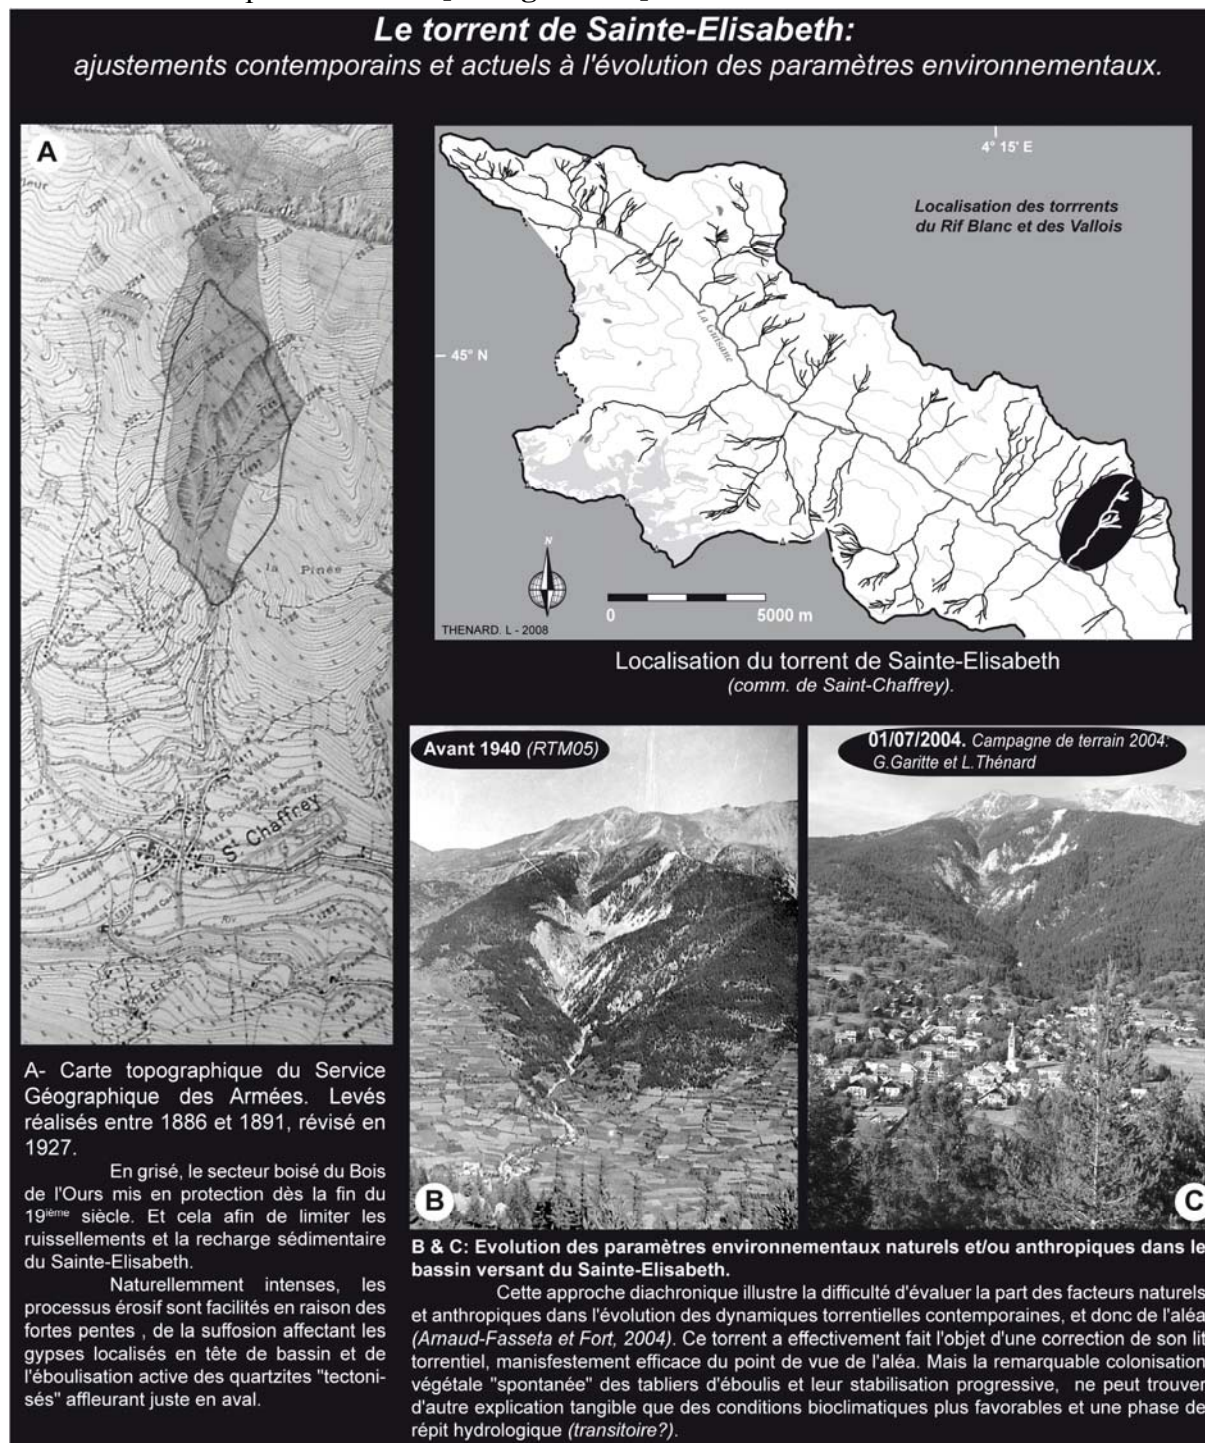 Le torrent de Sainte-Elisabeth:
ajustements contemporains et actuels à l'évolution des paramètres environnementaux.
A
4° 15' E
Localisation des torrrents
du Rif Blanc et des Vallois
La Guisane
45° N
N
0
5000 m
THENARD. L - 2008
la Pinée
St Chaffrey
Localisation du torrent de Sainte-Elisabeth
(comm. de Saint-Chaffrey).
Avant 1940 (RTM05)
01/07/2004. Campagne de terrain 2004:
G.Garitte et L.Thénard
B
C
A- Carte topographique du Service
Géographique des Armées. Levés
réalisés entre 1886 et 1891, révisé en
1927.
En grisé, le secteur boisé du Bois
de l'Ours mis en protection dès la fin du
19ième siècle. Et cela afin de limiter les
ruissellements et la recharge sédimentaire
du Sainte-Elisabeth.
Naturellemment intenses, les
processus érosif sont facilités en raison des
fortes pentes , de la suffosion affectant les
gypses localisés en tête de bassin et de
l'éboulisation active des quartzites "tectoni-
sés" affleurant juste en aval.
B & C: Evolution des paramètres environnementaux naturels et/ou anthropiques dans le
bassin versant du Sainte-Elisabeth.
Cette approche diachronique illustre la difficulté d'évaluer la part des facteurs naturels
et anthropiques dans l'évolution des dynamiques torrentielles contemporaines, et donc de l'aléa
(Arnaud-Fasseta et Fort, 2004). Ce torrent a effectivement fait l'objet d'une correction de son lit
torrentiel, manisfestement efficace du point de vue de l'aléa. Mais la remarquable colonisation
végétale "spontanée" des tabliers d'éboulis et leur stabilisation progressive, ne peut trouver
d'autre explication tangible que des conditions bioclimatiques plus favorables et une phase de
répit hydrologique (transitoire?).